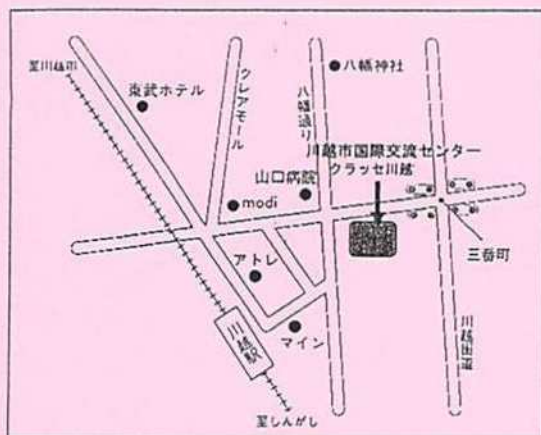 至川越市
東武ホテル
クレアモール
八幡通り
八幡神社
川越市国際交流センター
クラッセ川越
山口病院
modi
三番町
アトレ
川越駅
マイン
川越街道
至しんがし